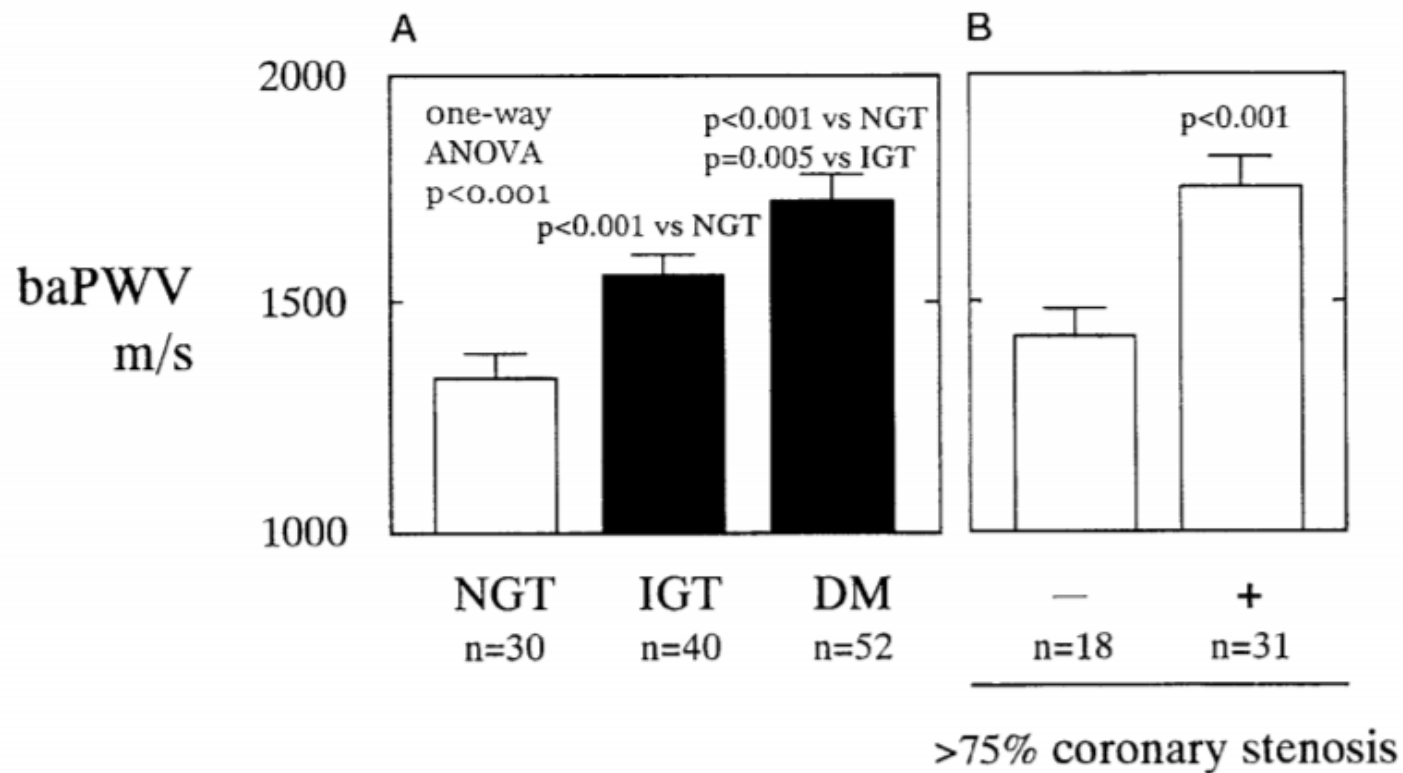 A
B
2000
1500
1000
baPWV
m/s
one-way
ANOVA
p<0.001
p<0.001 vs NGT
p<0.001 vs NGT
p=0.005 vs IGT
p<0.001
NGT
IGT
DM
n=30
n=40
n=52
—
+
n=18
n=31
>75% coronary stenosis